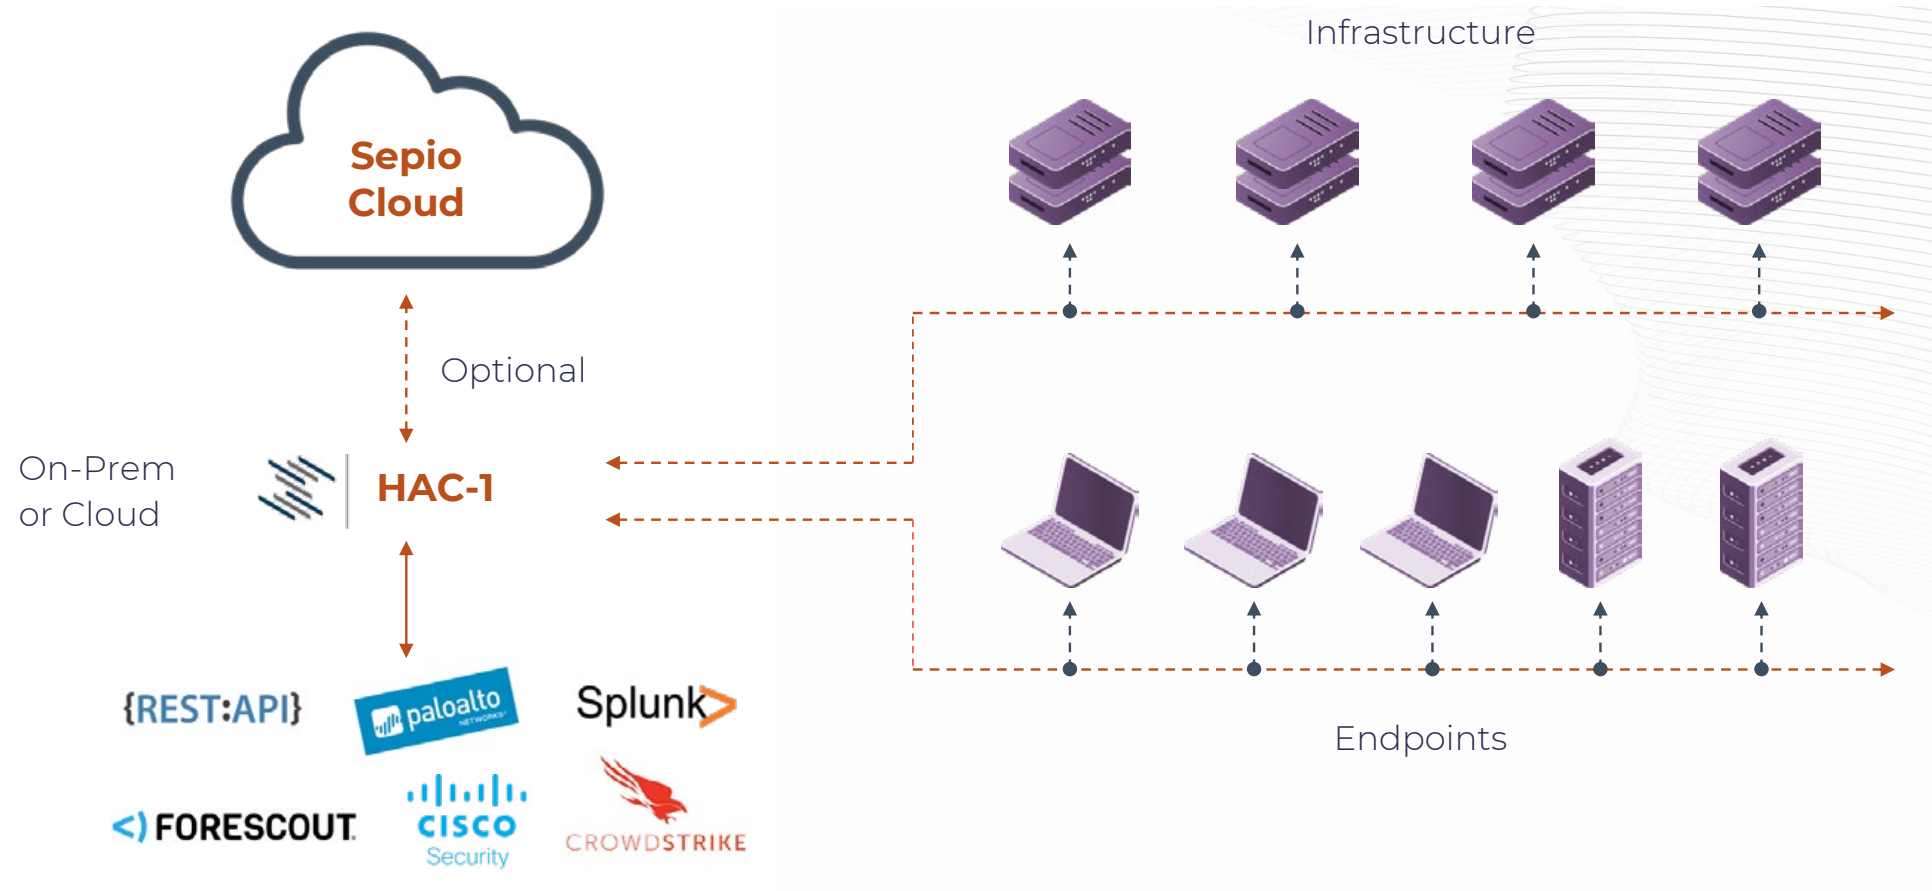 Infrastructure
Sepio
Cloud
Optional
On-Prem
or Cloud
HAC-1
{REST:API}
paloalto
NETWORKS
Splunk>
<) FORESCOUT.
CISCO
Security
CROWDSTRIKE
Endpoints